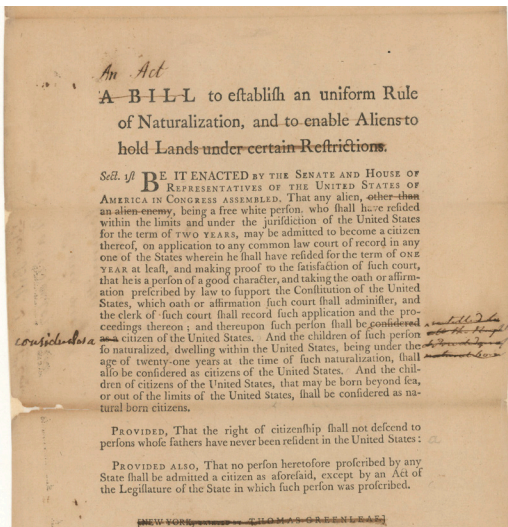 An Act
A BILL to eſtabliſh an uniform Rule
of Naturalization, and to enable Aliens to
hold Lands under certain Reſtrictions.
Sect. 1ſt BE IT ENACTED BY THE SENATE AND HOUSE OF
REPRESENTATIVES OF THE UNITED STATES OF
AMERICA IN CONGRESS ASSEMBLED, That any alien, other than
an alien enemy, being a free white perſon, who ſhall have reſided
within the limits and under the juriſdiction of the United States
for the term of TWO YEARS, may be admitted to become a citizen
thereof, on application to any common law court of record in any
one of the States wherein he ſhall have reſided for the term of ONE
YEAR at leaſt, and making proof to the ſatisfaction of ſuch court,
that he is a perſon of a good character, and taking the oath or affirm-
ation preſcribed by law to ſupport the Conſtitution of the United
States, which oath or affirmation ſuch court ſhall adminiſter, and
the clerk of ſuch court ſhall record ſuch application and the pro-
ceedings thereon ; and thereupon ſuch perſon ſhall be conſidered
considered as a
as a citizen of the United States. And the children of ſuch perſon
ſo naturalized, dwelling within the United States, being under the
age of twenty-one years at the time of ſuch naturalization, ſhall
alſo be conſidered as citizens of the United States. And the chil-
dren of citizens of the United States, that may be born beyond ſea,
or out of the limits of the United States, ſhall be conſidered as na-
tural born citizens.
PROVIDED, That the right of citizenſhip ſhall not deſcend to
perſons whoſe fathers have never been reſident in the United States :
PROVIDED ALSO, That no perſon heretofore proſcribed by any
State ſhall be admitted a citizen as aforeſaid, except by an Act of
the Legiſlature of the State in which ſuch perſon was proſcribed.
[NEW YORK, THOMAS GREENLEAF.]